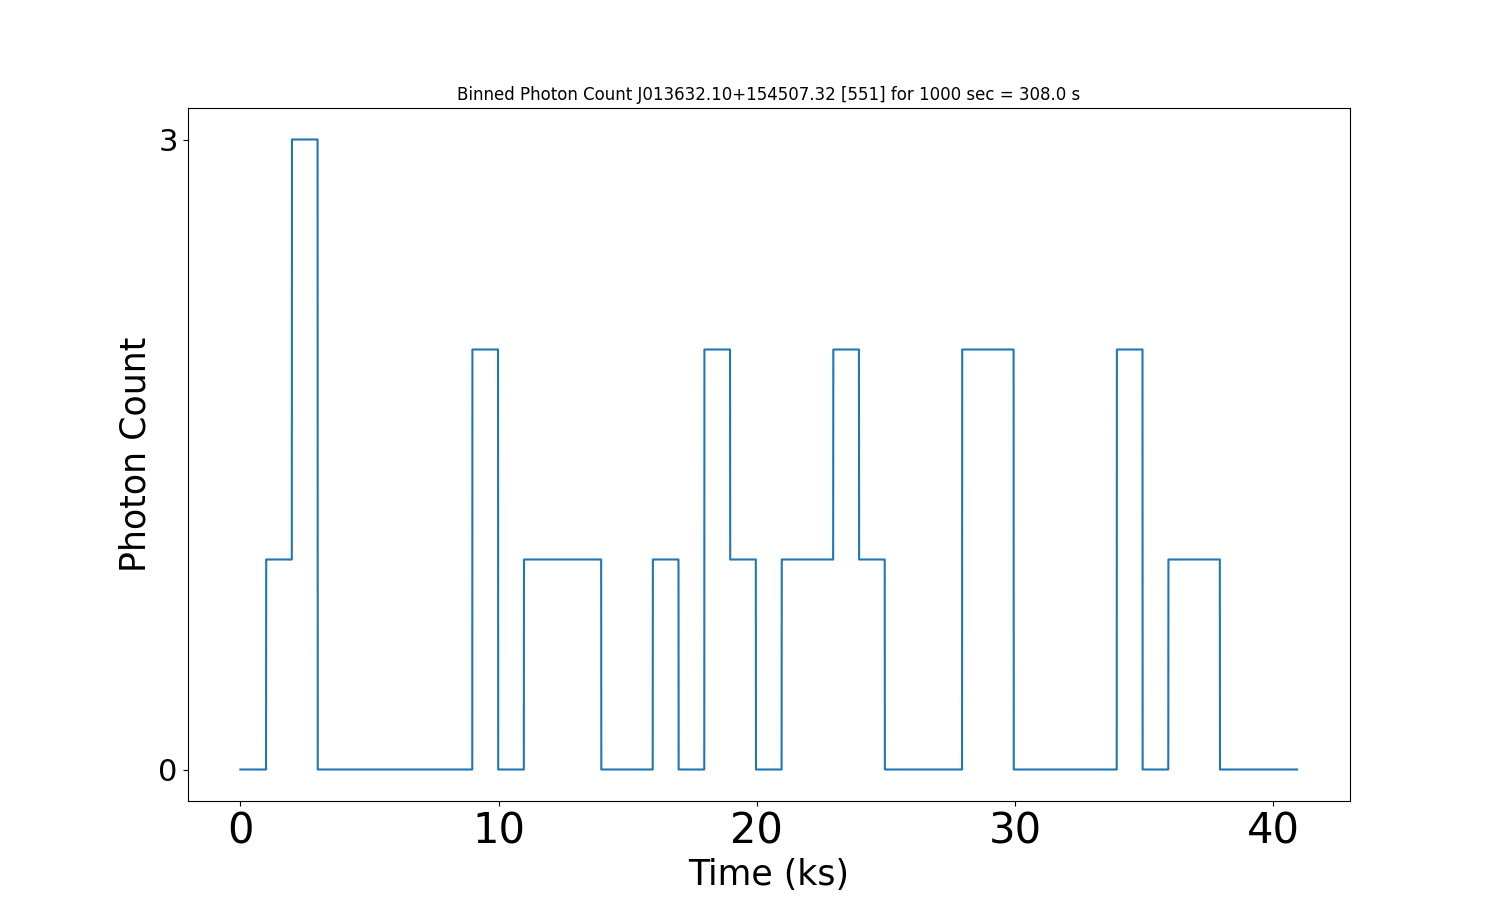 Binned Photon Count J013632.10+154507.32 [551] for 1000 sec = 308.0 s
3
0
Photon Count
0 10 20 30 40
Time (ks)